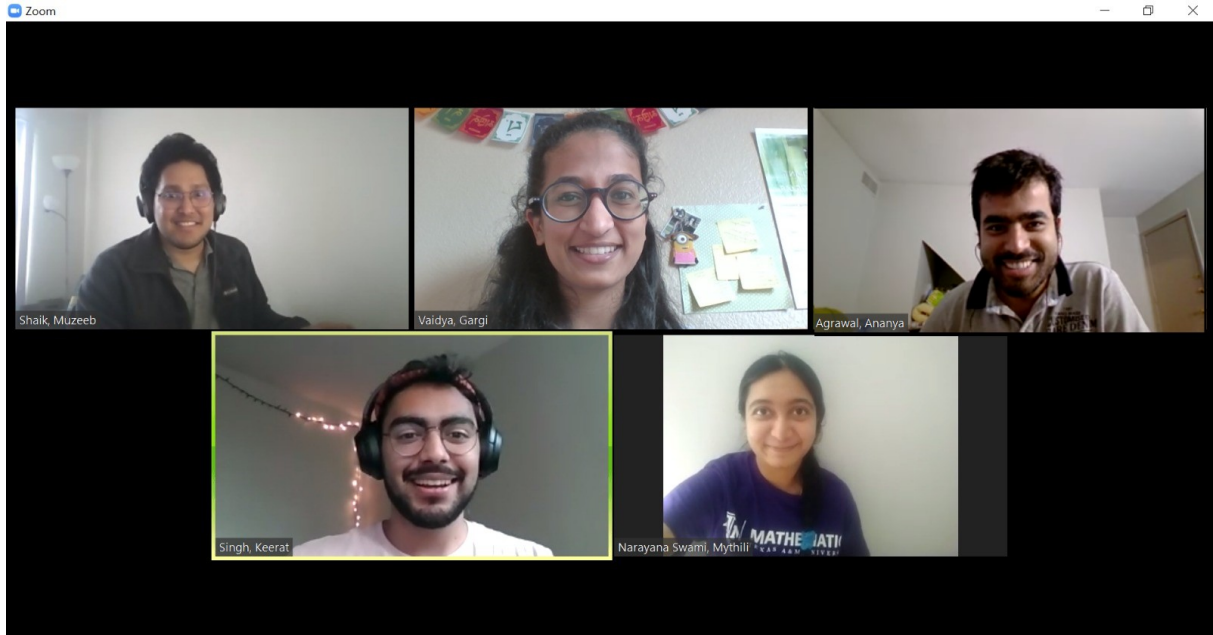 Zoom
Shaik, Muzeeb
Vaidya, Gargi
Agrawal, Ananya
Singh, Keerat
Narayana Swami, Mythili
MATHEMATIC